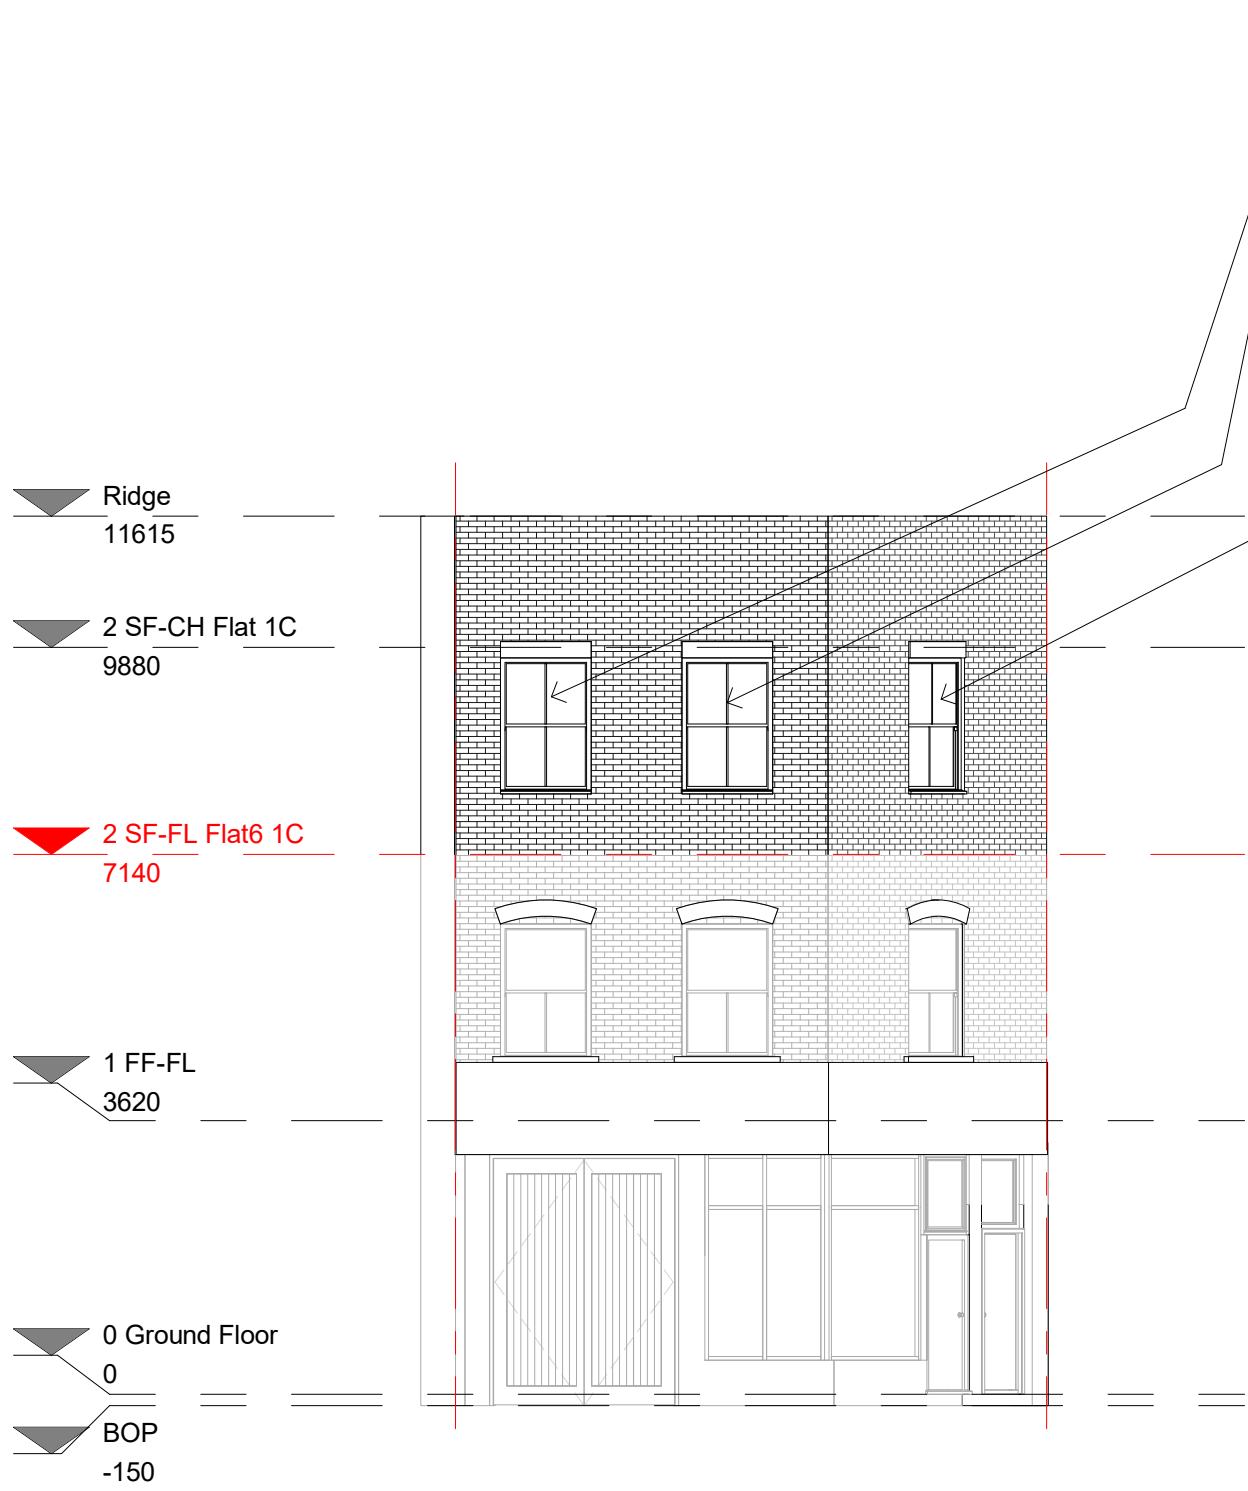 Ridge
11615
2 SF-CH Flat 1C
9880
2 SF-FL Flat6 1C
7140
1 FF-FL
3620
0 Ground Floor
0
BOP
-150